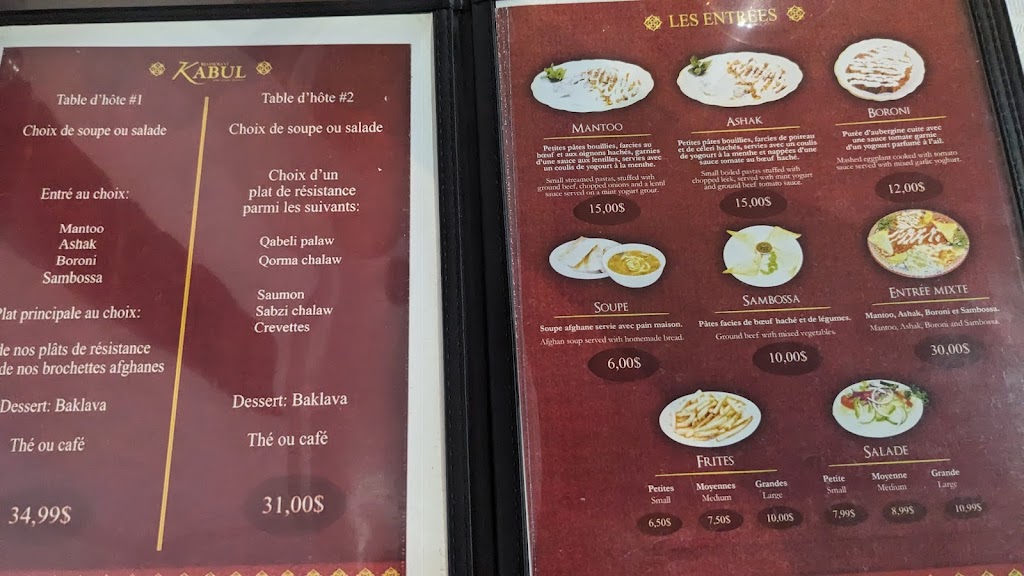 KABUL
Table d'hôte #1
Choix de soupe ou salade
Entré au choix:
Mantoo
Ashak
Boroni
Sambossa
Plat principale au choix:
de nos plâts de résistance
de nos brochettes afghanes
Dessert: Baklava
Thé ou café
34,99$
Table d'hôte #2
Choix de soupe ou salade
Choix d'un
plat de résistance
parmi les suivants:
Qabeli palaw
Qorma chalaw
Saumon
Sabzi chalaw
Crevettes
Dessert: Baklava
Thé ou café
31,00$
LES ENTRÉES
MANTOO
Petites pâtes bouillies, farcies au
bœuf et aux oignons hachés, garnies
d'une sauce aux lentilles, servies avec
un coulis de yogourt à la menthe.
Small streamed pastas, stuffed with
ground beef, chopped onions and a lentil
sauce served on a mint yogurt grout.
15,00$
ASHAK
Petites pâtes bouillies, farcies de poireau
et de céleri hachés, servies avec un coulis
de yogourt à la menthe et nappées d'une
sauce tomate au bœuf haché.
Small boiled pastas stuffed with
chopped leek, served with mint yogurt
and ground beef tomato sauce.
15,00$
BORONI
Purée d'aubergine cuite avec
une sauce tomate garnie
d'un yogourt parfumé à l'ail.
Mashed eggplant cooked with tomato
sauce served with mixed garlic yoghurt.
12,00$
SOUPE
Soupe afghane servie avec pain maison.
Afghan soup served with homemade bread.
6,00$
SAMBOSSA
Pâtes facies de bœuf haché et de légumes.
Ground beef with mixed vegetables.
10,00$
ENTRÉE MIXTE
Mantoo, Ashak, Boroni et Sambossa.
Mantoo, Ashak, Boroni and Sambossa.
30,00$
FRITES
Petites Moyennes Grandes
Small Medium Large
6,50$ 7,50$ 10,00$
SALADE
Petite Moyenne Grande
Small Medium Large
7,99$ 8,99$ 10,99$